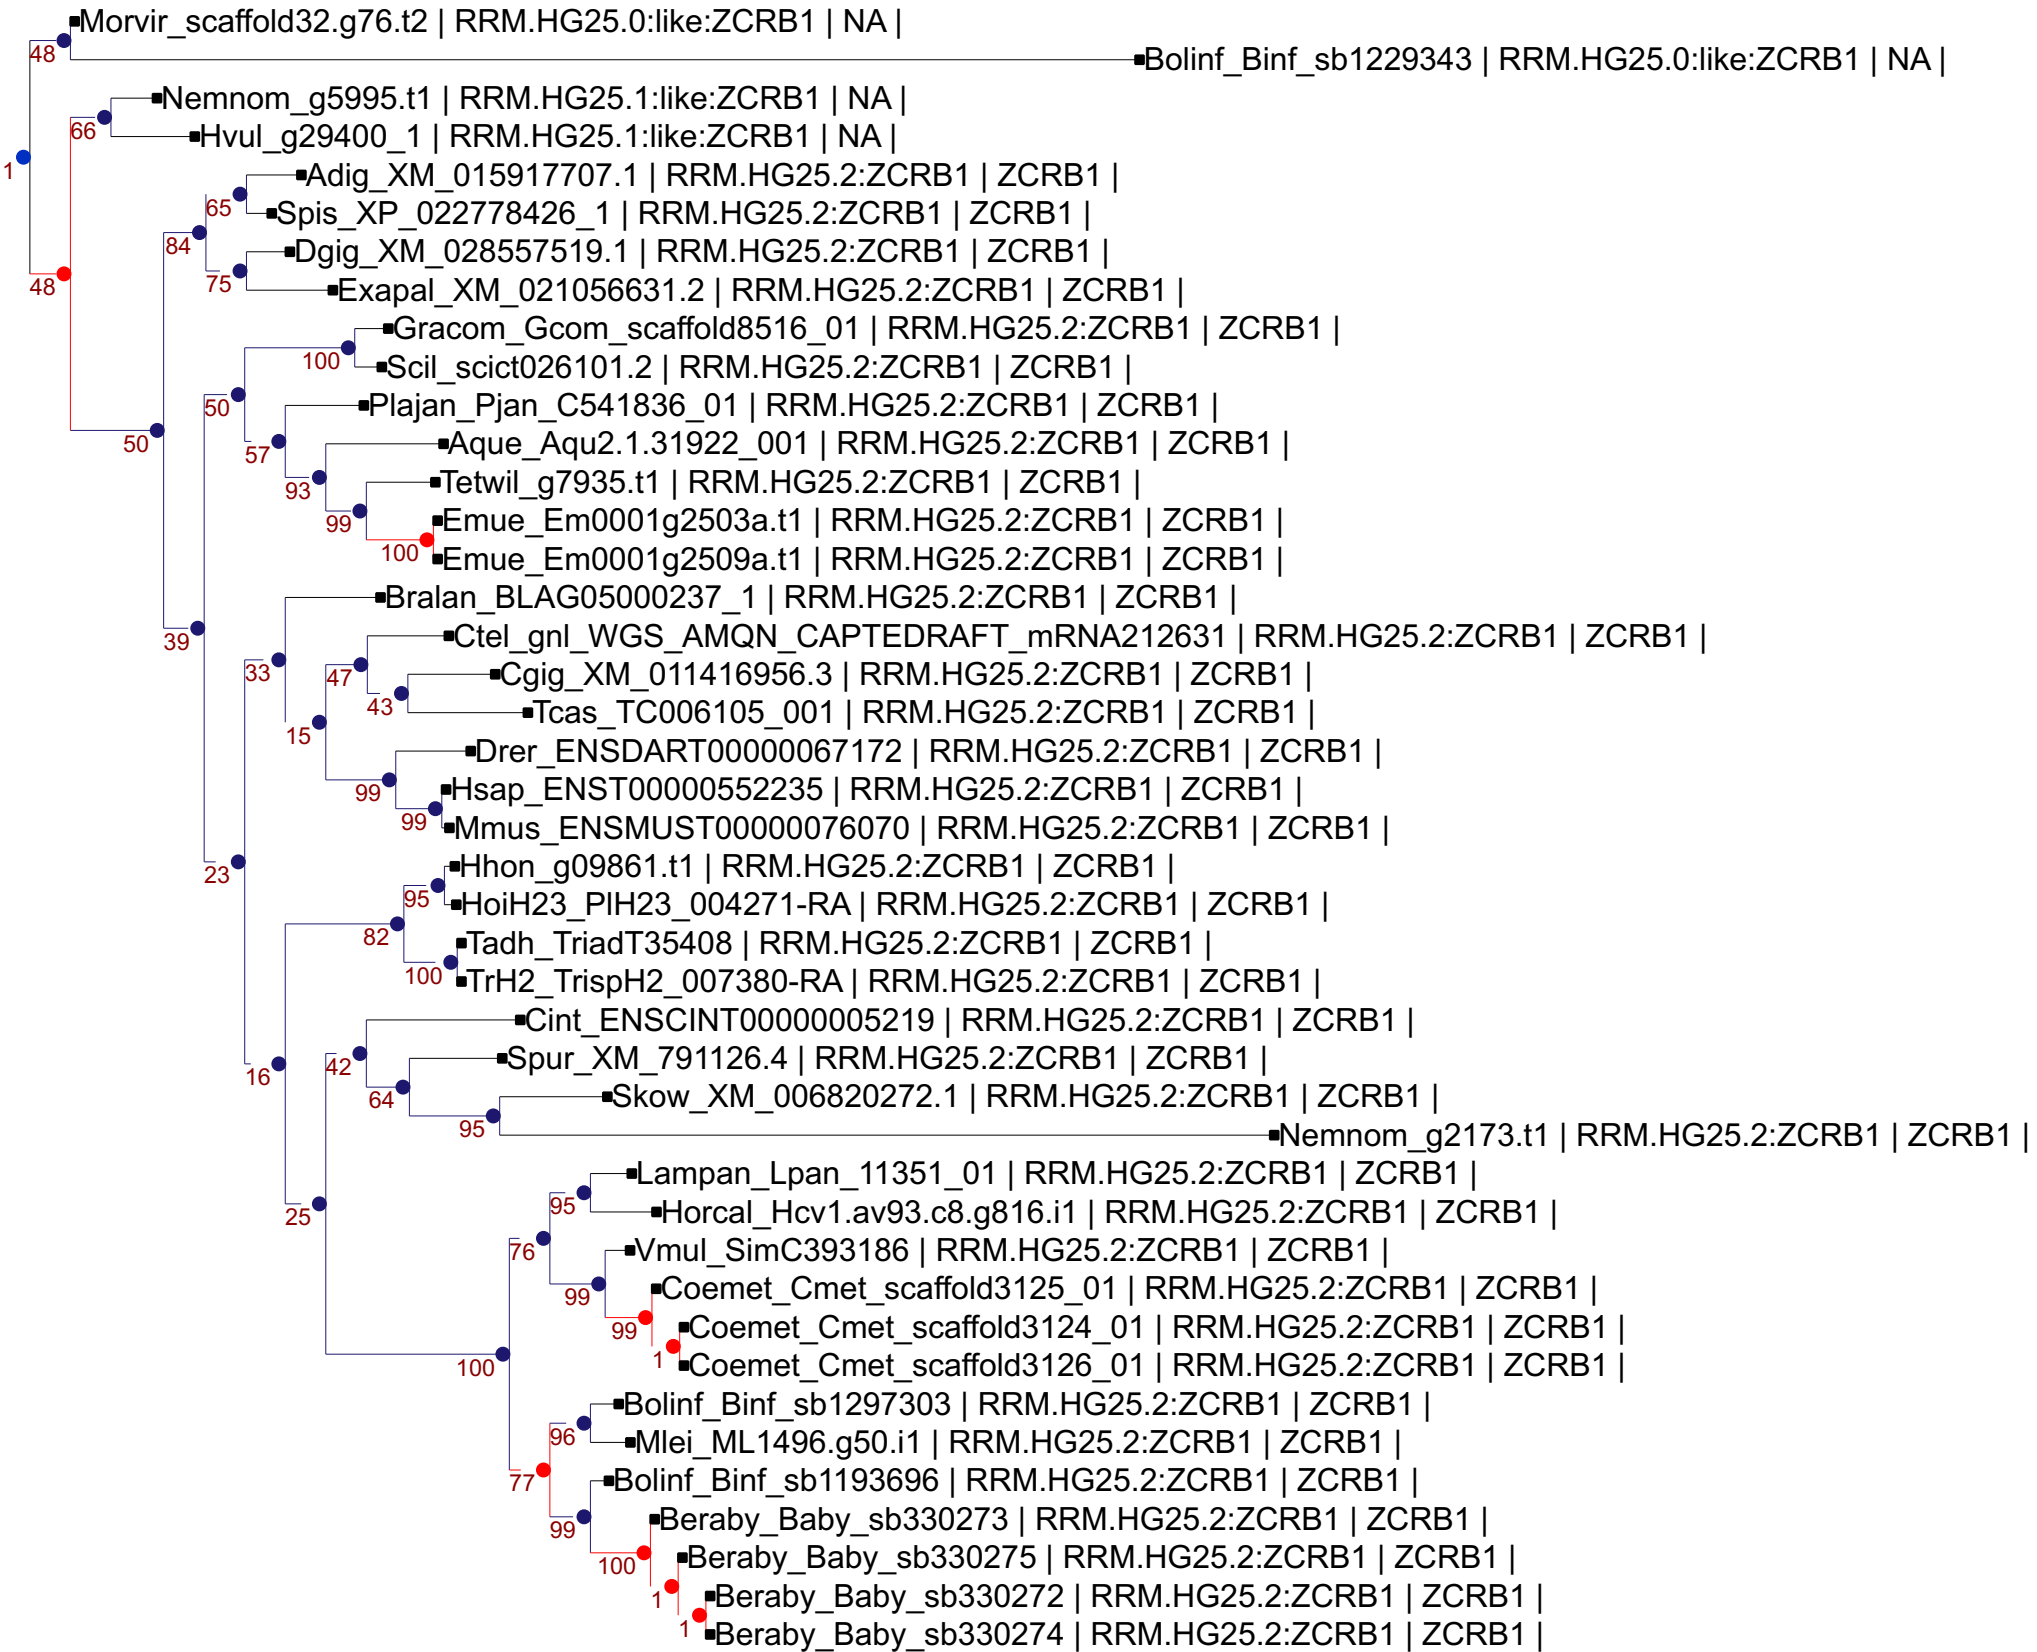 Morvir_scaffold32.g76.t2 | RRM.HG25.0:like:ZCRB1 | NA |
48
Bolinf_Binf_sb1229343 | RRM.HG25.0:like:ZCRB1 | NA |
Nemnom_g5995.t1 | RRM.HG25.1:like:ZCRB1 | NA |
66
Hvul_g29400_1 | RRM.HG25.1:like:ZCRB1 | NA |
1
Adig_XM_015917707.1 | RRM.HG25.2:ZCRB1 | ZCRB1 |
65
Spis_XP_022778426_1 | RRM.HG25.2:ZCRB1 | ZCRB1 |
84
Dgig_XM_028557519.1 | RRM.HG25.2:ZCRB1 | ZCRB1 |
48
75
Exapal_XM_021056631.2 | RRM.HG25.2:ZCRB1 | ZCRB1 |
Gracom_Gcom_scaffold8516_01 | RRM.HG25.2:ZCRB1 | ZCRB1 |
100
Scil_scict026101.2 | RRM.HG25.2:ZCRB1 | ZCRB1 |
50
Plajan_Pjan_C541836_01 | RRM.HG25.2:ZCRB1 | ZCRB1 |
50
57
Aque_Aqu2.1.31922_001 | RRM.HG25.2:ZCRB1 | ZCRB1 |
93
Tetwil_g7935.t1 | RRM.HG25.2:ZCRB1 | ZCRB1 |
99
Emue_Em0001g2503a.t1 | RRM.HG25.2:ZCRB1 | ZCRB1 |
100
Emue_Em0001g2509a.t1 | RRM.HG25.2:ZCRB1 | ZCRB1 |
Bralan_BLAG05000237_1 | RRM.HG25.2:ZCRB1 | ZCRB1 |
39
Ctel_gnl_WGS_AMQN_CAPTEDRAFT_mRNA212631 | RRM.HG25.2:ZCRB1 | ZCRB1 |
33
47
Cgig_XM_011416956.3 | RRM.HG25.2:ZCRB1 | ZCRB1 |
43
Tcas_TC006105_001 | RRM.HG25.2:ZCRB1 | ZCRB1 |
15
Drer_ENSDART00000067172 | RRM.HG25.2:ZCRB1 | ZCRB1 |
99
Hsap_ENST00000552235 | RRM.HG25.2:ZCRB1 | ZCRB1 |
99
Mmus_ENSMUST00000076070 | RRM.HG25.2:ZCRB1 | ZCRB1 |
23
Hhon_g09861.t1 | RRM.HG25.2:ZCRB1 | ZCRB1 |
95
HoiH23_PlH23_004271-RA | RRM.HG25.2:ZCRB1 | ZCRB1 |
82
Tadh_TriadT35408 | RRM.HG25.2:ZCRB1 | ZCRB1 |
100
TrH2_TrispH2_007380-RA | RRM.HG25.2:ZCRB1 | ZCRB1 |
Cint_ENSCINT00000005219 | RRM.HG25.2:ZCRB1 | ZCRB1 |
16
42
Spur_XM_791126.4 | RRM.HG25.2:ZCRB1 | ZCRB1 |
64
Skow_XM_006820272.1 | RRM.HG25.2:ZCRB1 | ZCRB1 |
95
Nemnom_g2173.t1 | RRM.HG25.2:ZCRB1 | ZCRB1 |
Lampan_Lpan_11351_01 | RRM.HG25.2:ZCRB1 | ZCRB1 |
25
95
Horcal_Hcv1.av93.c8.g816.i1 | RRM.HG25.2:ZCRB1 | ZCRB1 |
76
Vmul_SimC393186 | RRM.HG25.2:ZCRB1 | ZCRB1 |
99
Coemet_Cmet_scaffold3125_01 | RRM.HG25.2:ZCRB1 | ZCRB1 |
99
Coemet_Cmet_scaffold3124_01 | RRM.HG25.2:ZCRB1 | ZCRB1 |
1
100
Coemet_Cmet_scaffold3126_01 | RRM.HG25.2:ZCRB1 | ZCRB1 |
Bolinf_Binf_sb1297303 | RRM.HG25.2:ZCRB1 | ZCRB1 |
96
Mlei_ML1496.g50.i1 | RRM.HG25.2:ZCRB1 | ZCRB1 |
77
Bolinf_Binf_sb1193696 | RRM.HG25.2:ZCRB1 | ZCRB1 |
99
Beraby_Baby_sb330273 | RRM.HG25.2:ZCRB1 | ZCRB1 |
100
Beraby_Baby_sb330275 | RRM.HG25.2:ZCRB1 | ZCRB1 |
1
Beraby_Baby_sb330272 | RRM.HG25.2:ZCRB1 | ZCRB1 |
1
Beraby_Baby_sb330274 | RRM.HG25.2:ZCRB1 | ZCRB1 |